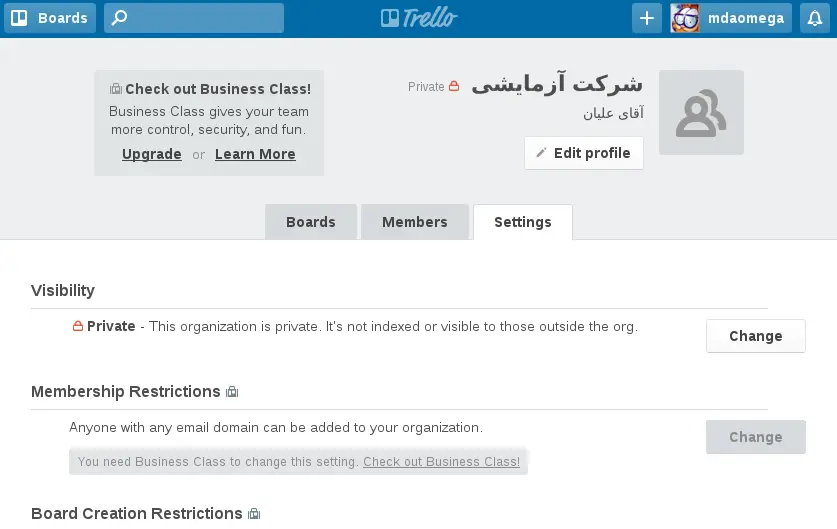 Boards
Trello
mdaomega
Check out Business Class!
Business Class gives your team
more control, security, and fun.
Upgrade or Learn More
شرکت آزمایشی
Private
آقای علیان
Edit profile
Boards
Members
Settings
Visibility
Private - This organization is private. It's not indexed or visible to those outside the org.
Change
Membership Restrictions
Anyone with any email domain can be added to your organization.
Change
You need Business Class to change this setting. Check out Business Class!
Board Creation Restrictions